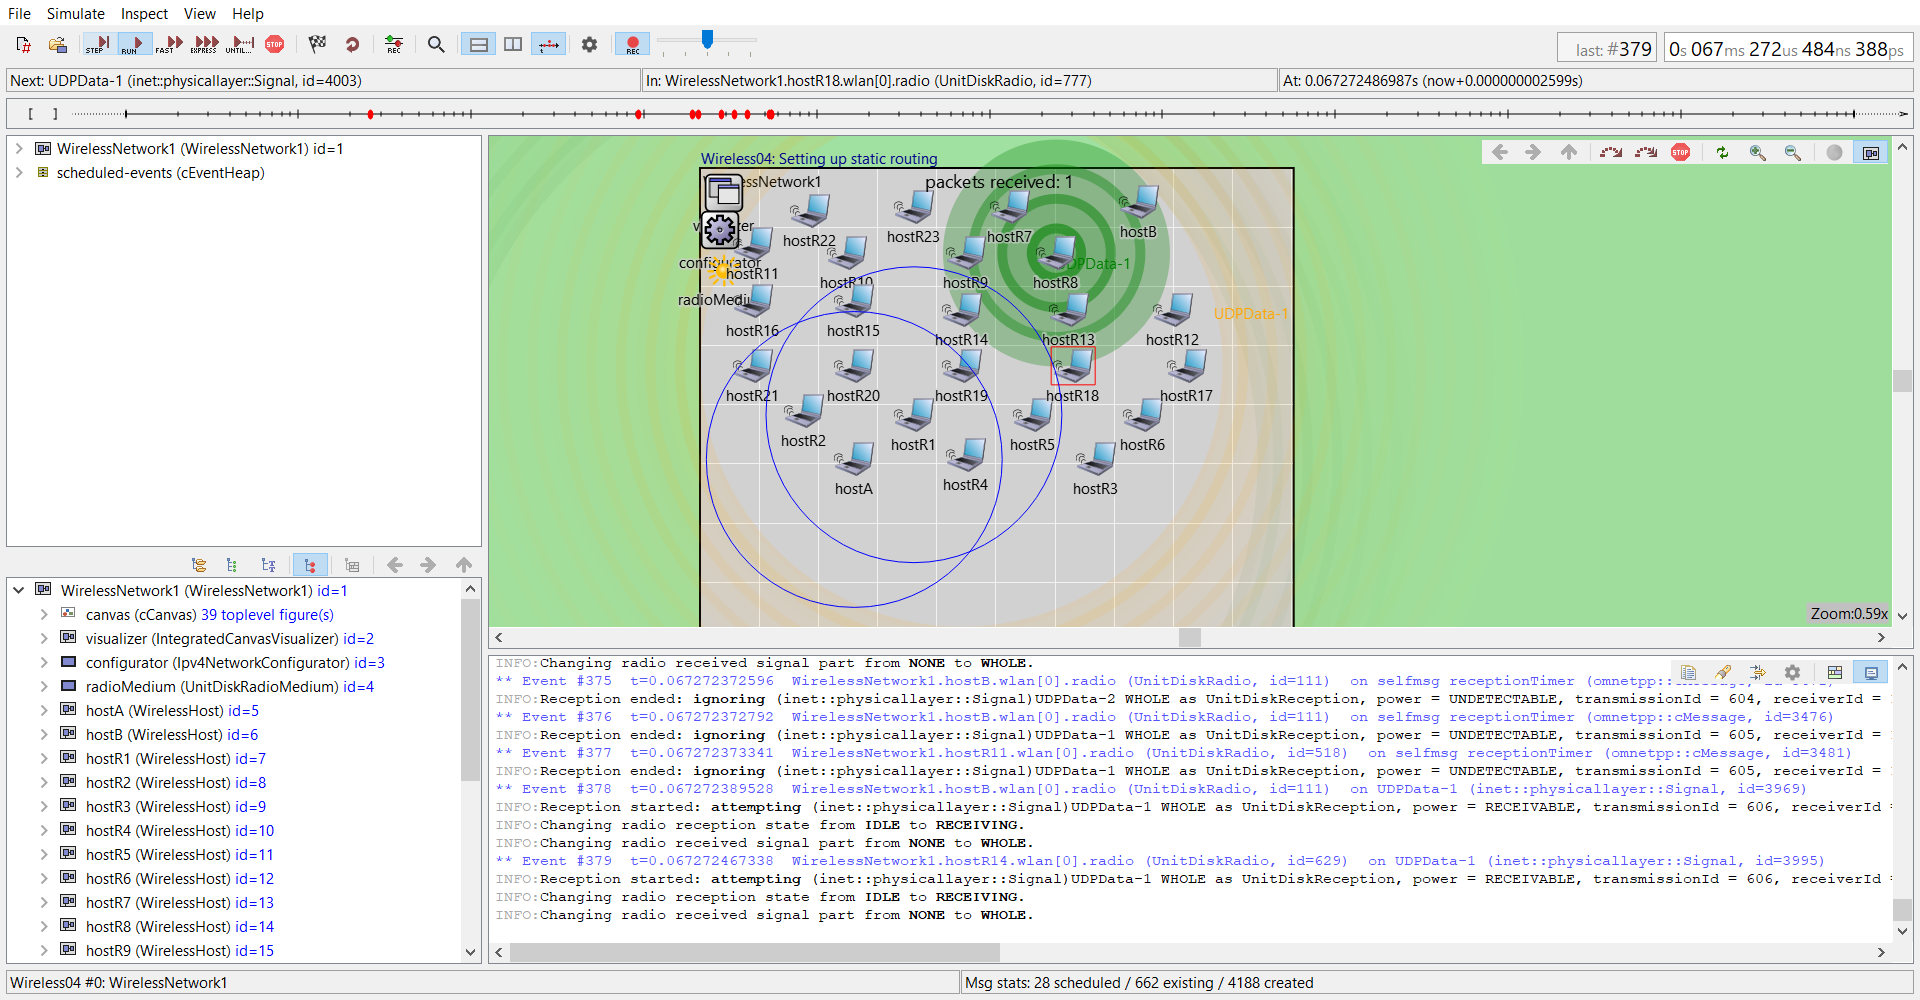 File Simulate Inspect View Help
STEP RUN FAST EXPRESS UNTIL... STOP REC REC
last: #379 0s 067ms 272us 484ns 388ps
Next: UDPData-1 (inet::physicallayer::Signal, id=4003) In: WirelessNetwork1.hostR18.wlan[0].radio (UnitDiskRadio, id=777) At: 0.067272486987s (now+0.000000002599s)
[ ]
WirelessNetwork1 (WirelessNetwork1) id=1
scheduled-events (cEventHeap)
Wireless04: Setting up static routing
STOP
essNetwork1 packets received: 1
hostR22 hostR23 hostR7 hostB
configurator hostR11 hostR10 hostR9 hostR8 UDPData-1
radioMedi hostR16 hostR15 hostR14 hostR13 hostR12 UDPData-1
hostR21 hostR20 hostR19 hostR18 hostR17
hostR2 hostR1 hostR5 hostR6
hostA hostR4 hostR3
Zoom:0.59x
WirelessNetwork1 (WirelessNetwork1) id=1
canvas (cCanvas) 39 toplevel figure(s)
visualizer (IntegratedCanvasVisualizer) id=2
configurator (Ipv4NetworkConfigurator) id=3
radioMedium (UnitDiskRadioMedium) id=4
hostA (WirelessHost) id=5
hostB (WirelessHost) id=6
hostR1 (WirelessHost) id=7
hostR2 (WirelessHost) id=8
hostR3 (WirelessHost) id=9
hostR4 (WirelessHost) id=10
hostR5 (WirelessHost) id=11
hostR6 (WirelessHost) id=12
hostR7 (WirelessHost) id=13
hostR8 (WirelessHost) id=14
hostR9 (WirelessHost) id=15
INFO:Changing radio received signal part from NONE to WHOLE.
** Event #375 t=0.067272372596 WirelessNetwork1.hostB.wlan[0].radio (UnitDiskRadio, id=111) on selfmsg receptionTimer (omnetpp::
INFO:Reception ended: ignoring (inet::physicallayer::Signal)UDPData-2 WHOLE as UnitDiskReception, power = UNDETECTABLE, transmissionId = 604, receiverId =
** Event #376 t=0.067272372792 WirelessNetwork1.hostB.wlan[0].radio (UnitDiskRadio, id=111) on selfmsg receptionTimer (omnetpp::cMessage, id=3476)
INFO:Reception ended: ignoring (inet::physicallayer::Signal)UDPData-1 WHOLE as UnitDiskReception, power = UNDETECTABLE, transmissionId = 605, receiverId =
** Event #377 t=0.067272373341 WirelessNetwork1.hostR11.wlan[0].radio (UnitDiskRadio, id=518) on selfmsg receptionTimer (omnetpp::cMessage, id=3481)
INFO:Reception ended: ignoring (inet::physicallayer::Signal)UDPData-1 WHOLE as UnitDiskReception, power = UNDETECTABLE, transmissionId = 605, receiverId =
** Event #378 t=0.067272389528 WirelessNetwork1.hostB.wlan[0].radio (UnitDiskRadio, id=111) on UDPData-1 (inet::physicallayer::Signal, id=3969)
INFO:Reception started: attempting (inet::physicallayer::Signal)UDPData-1 WHOLE as UnitDiskReception, power = RECEIVABLE, transmissionId = 606, receiverId =
INFO:Changing radio reception state from IDLE to RECEIVING.
INFO:Changing radio received signal part from NONE to WHOLE.
** Event #379 t=0.067272467338 WirelessNetwork1.hostR14.wlan[0].radio (UnitDiskRadio, id=629) on UDPData-1 (inet::physicallayer::Signal, id=3995)
INFO:Reception started: attempting (inet::physicallayer::Signal)UDPData-1 WHOLE as UnitDiskReception, power = RECEIVABLE, transmissionId = 606, receiverId =
INFO:Changing radio reception state from IDLE to RECEIVING.
INFO:Changing radio received signal part from NONE to WHOLE.
Wireless04 #0: WirelessNetwork1 Msg stats: 28 scheduled / 662 existing / 4188 created